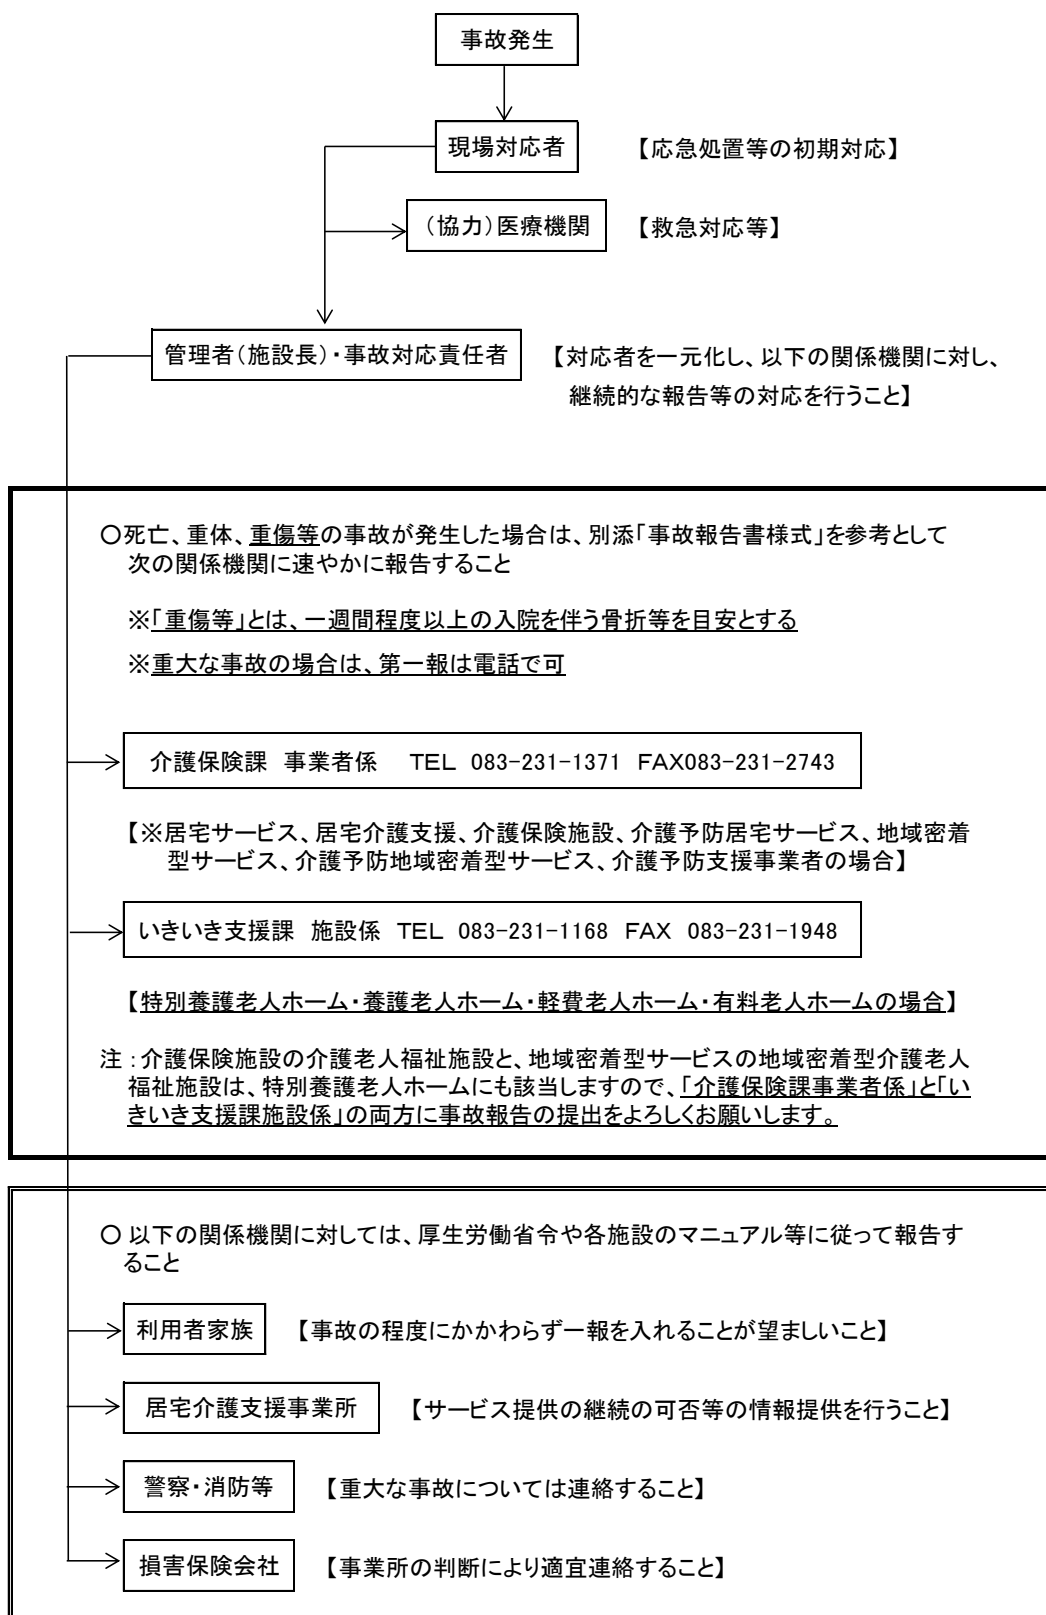 事故発生
現場対応者 【応急処置等の初期対応】
（協力）医療機関 【救急対応等】
管理者（施設長）・事故対応責任者 【対応者を一元化し、以下の関係機関に対し、
継続的な報告等の対応を行うこと】
○死亡、重体、重傷等の事故が発生した場合は、別添「事故報告書様式」を参考として
次の関係機関に速やかに報告すること
※「重傷等」とは、一週間程度以上の入院を伴う骨折等を目安とする
※重大な事故の場合は、第一報は電話で可
介護保険課 事業者係 TEL 083-231-1371 FAX083-231-2743
【※居宅サービス、居宅介護支援、介護保険施設、介護予防居宅サービス、地域密着
型サービス、介護予防地域密着型サービス、介護予防支援事業者の場合】
いきいき支援課 施設係 TEL 083-231-1168 FAX 083-231-1948
【特別養護老人ホーム・養護老人ホーム・軽費老人ホーム・有料老人ホームの場合】
注：介護保険施設の介護老人福祉施設と、地域密着型サービスの地域密着型介護老人
福祉施設は、特別養護老人ホームにも該当しますので、「介護保険課事業者係」と「い
きいき支援課施設係」の両方に事故報告の提出をよろしくお願いします。
○ 以下の関係機関に対しては、厚生労働省令や各施設のマニュアル等に従って報告す
ること
利用者家族 【事故の程度にかかわらず一報を入れることが望ましいこと】
居宅介護支援事業所 【サービス提供の継続の可否等の情報提供を行うこと】
警察・消防等 【重大な事故については連絡すること】
損害保険会社 【事業所の判断により適宜連絡すること】